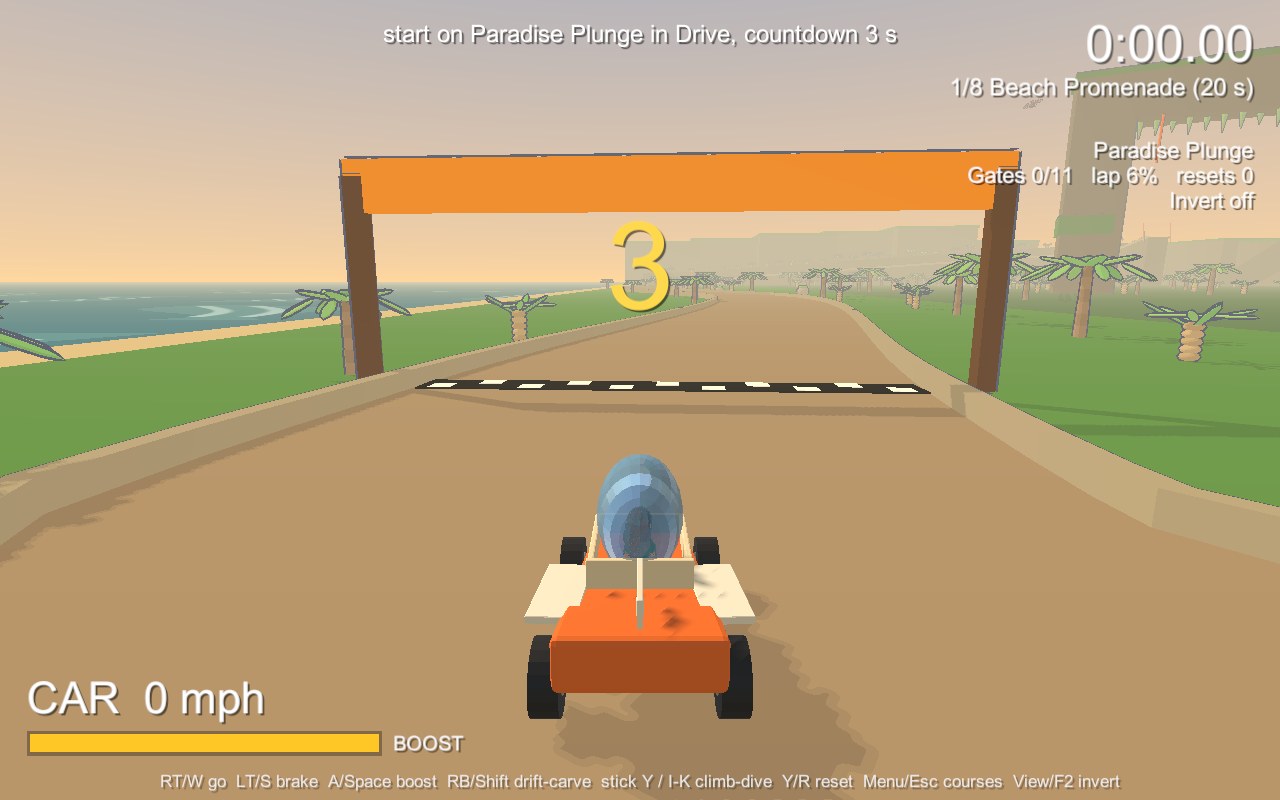 start on Paradise Plunge in Drive, countdown 3 s
0:00.00
1/8 Beach Promenade (20 s)
Paradise Plunge
Gates 0/11 lap 6% resets 0
Invert off
3
CAR 0 mph
BOOST
RT/W go LT/S brake A/Space boost RB/Shift drift-carve stick Y / I-K climb-dive Y/R reset Menu/Esc courses View/F2 invert